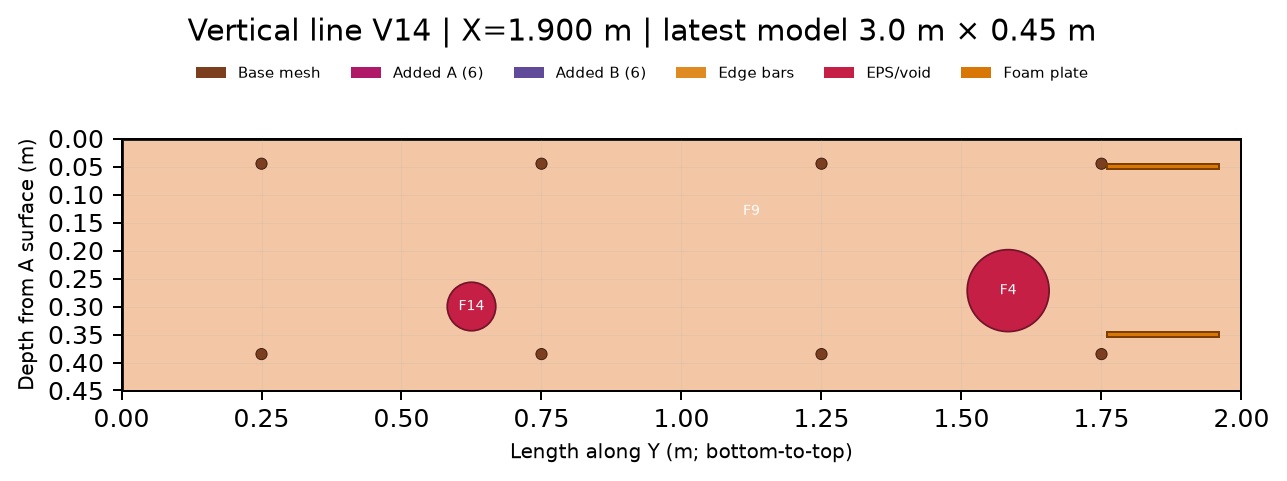 Vertical line V14 | X=1.900 m | latest model 3.0 m × 0.45 m
Base mesh Added A (6) Added B (6) Edge bars EPS/void Foam plate
Depth from A surface (m)
0.00
0.05
0.10
0.15
0.20
0.25
0.30
0.35
0.40
0.45
F9
F4
F14
0.00 0.25 0.50 0.75 1.00 1.25 1.50 1.75 2.00
Length along Y (m; bottom-to-top)